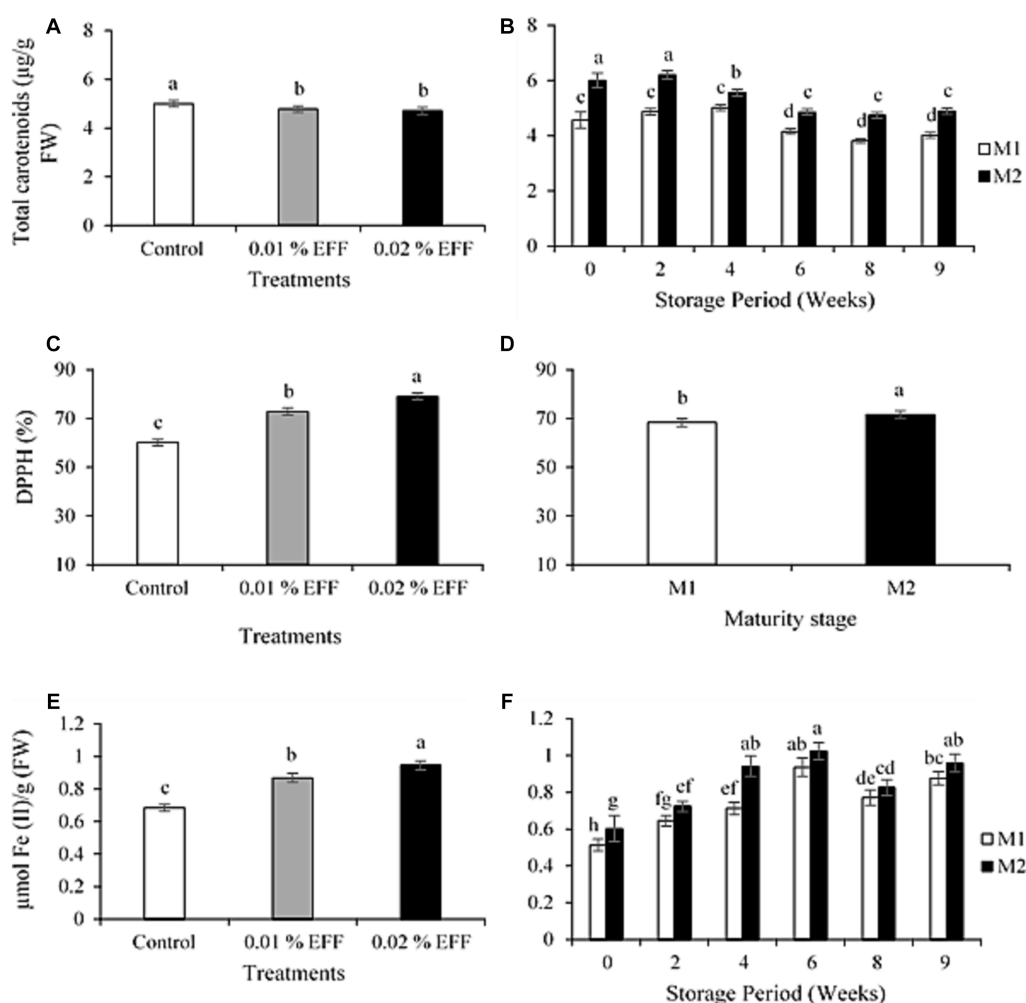 A
Total carotenoids (µg/g
FW)
8
6
4
2
0
a
b
b
Control
0.01 % EFF
0.02 % EFF
Treatments
B
8
6
4
2
0
c
a
c
a
c
b
d
c
d
c
d
c
M1
M2
0
2
4
6
8
9
Storage Period (Weeks)
C
DPPH (%)
90
70
50
30
10
c
b
a
Control
0.01 % EFF
0.02 % EFF
Treatments
D
90
70
50
30
10
b
a
M1
M2
Maturity stage
E
µmol Fe (II)/g (FW)
1.2
1
0.8
0.6
0.4
0.2
0
c
b
a
Control
0.01 % EFF
0.02 % EFF
Treatments
F
1.2
1
0.8
0.6
0.4
0.2
0
h
g
fg
ef
ef
ab
ab
a
de
cd
bc
ab
M1
M2
0
2
4
6
8
9
Storage Period (Weeks)